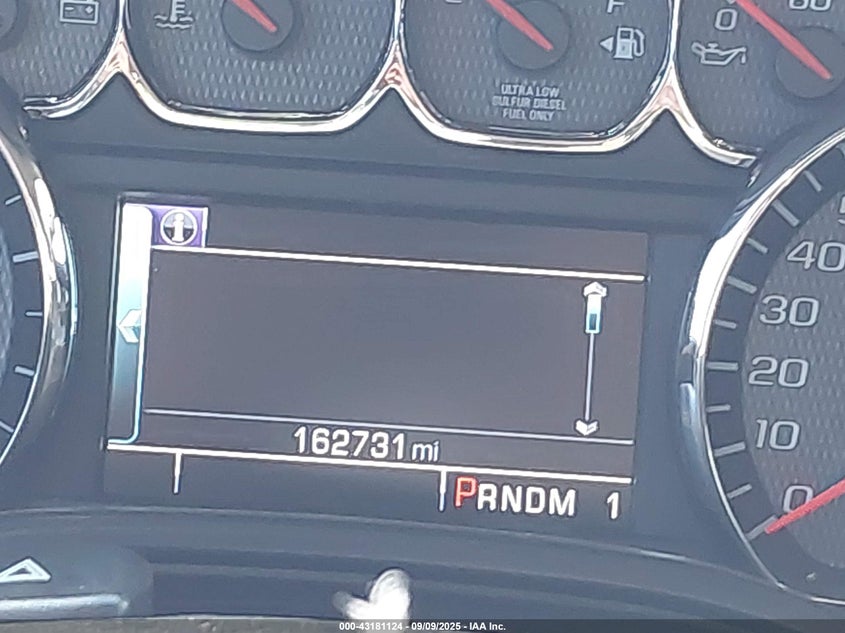 F
0
80
ULTRA LOW
SULFUR DIESEL
FUEL ONLY
40
30
20
10
0
162731 mi
PRNDM 1
000-43181124 - 09/09/2025 - IAA Inc.